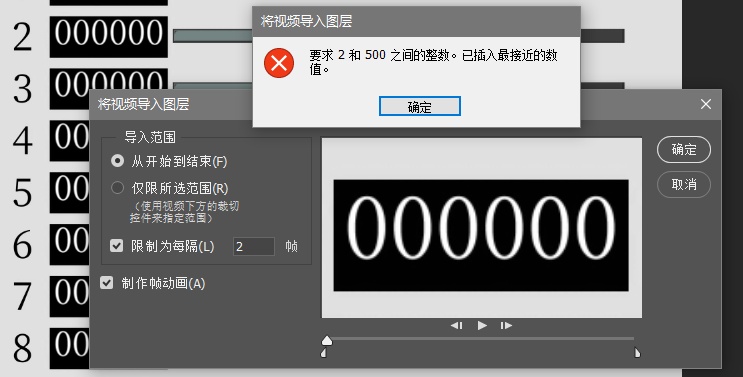 将视频导入图层
要求 2 和 500 之间的整数。已插入最接近的数
值。
确定
2 000000
3 000000
4 00
5 00
6 00
7 00
8 00
将视频导入图层
导入范围
从开始到结束(F)
仅限所选范围(R)
（使用视频下方的裁切
控件来指定范围）
限制为每隔(L) 2 帧
制作帧动画(A)
000000
确定
取消